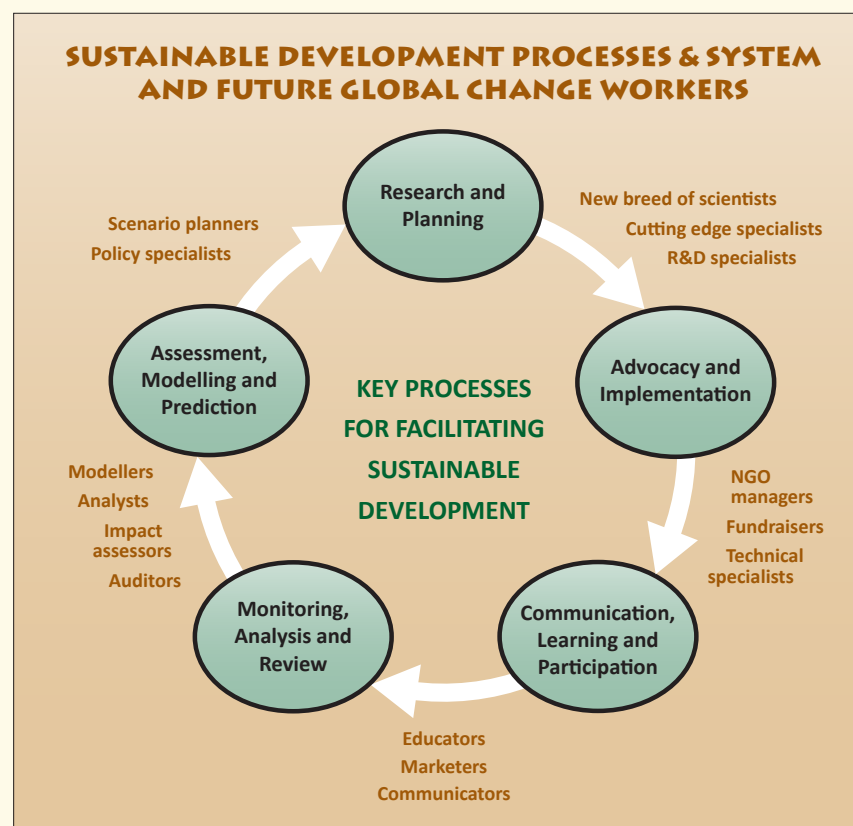 SUSTAINABLE DEVELOPMENT PROCESSES & SYSTEM
AND FUTURE GLOBAL CHANGE WORKERS
Research and
Planning
New breed of scientists
Cutting edge specialists
R&D specialists
Advocacy and
Implementation
NGO
managers
Fundraisers
Technical
specialists
Communication,
Learning and
Participation
Educators
Marketers
Communicators
Monitoring,
Analysis and
Review
Modellers
Analysts
Impact
assessors
Auditors
Assessment,
Modelling and
Prediction
Scenario planners
Policy specialists
KEY PROCESSES
FOR FACILITATING
SUSTAINABLE
DEVELOPMENT